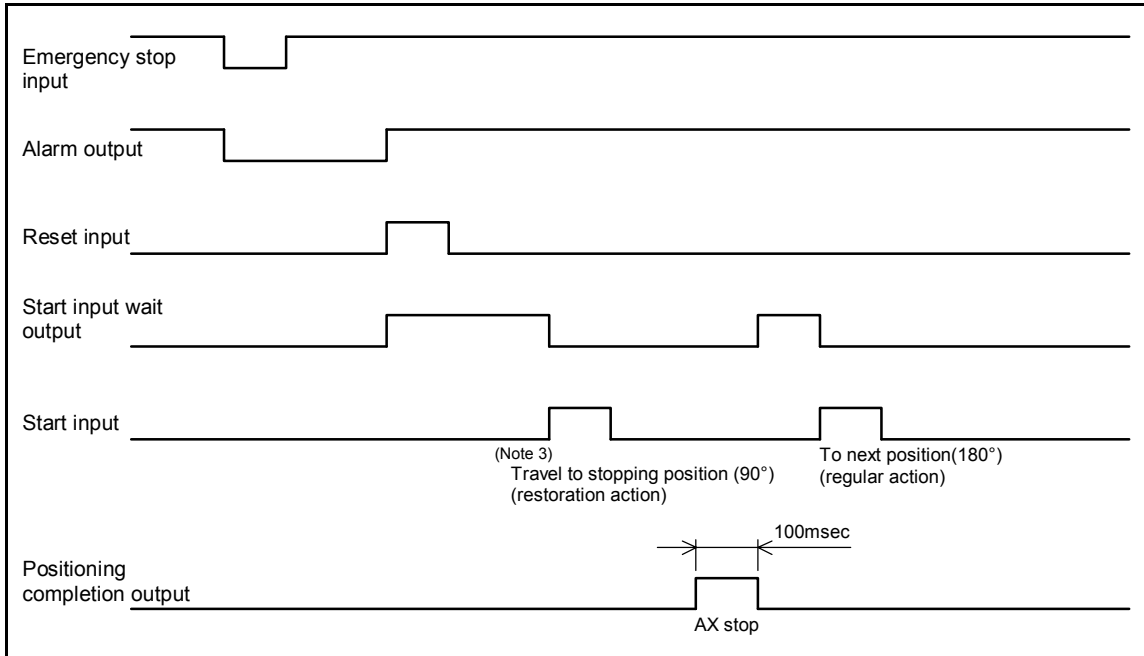 Emergency stop
input
Alarm output
Reset input
Start input wait
output
Start input
(Note 3)
Travel to stopping position (90°)
(restoration action)
To next position(180°)
(regular action)
100msec
Positioning
completion output
AX stop